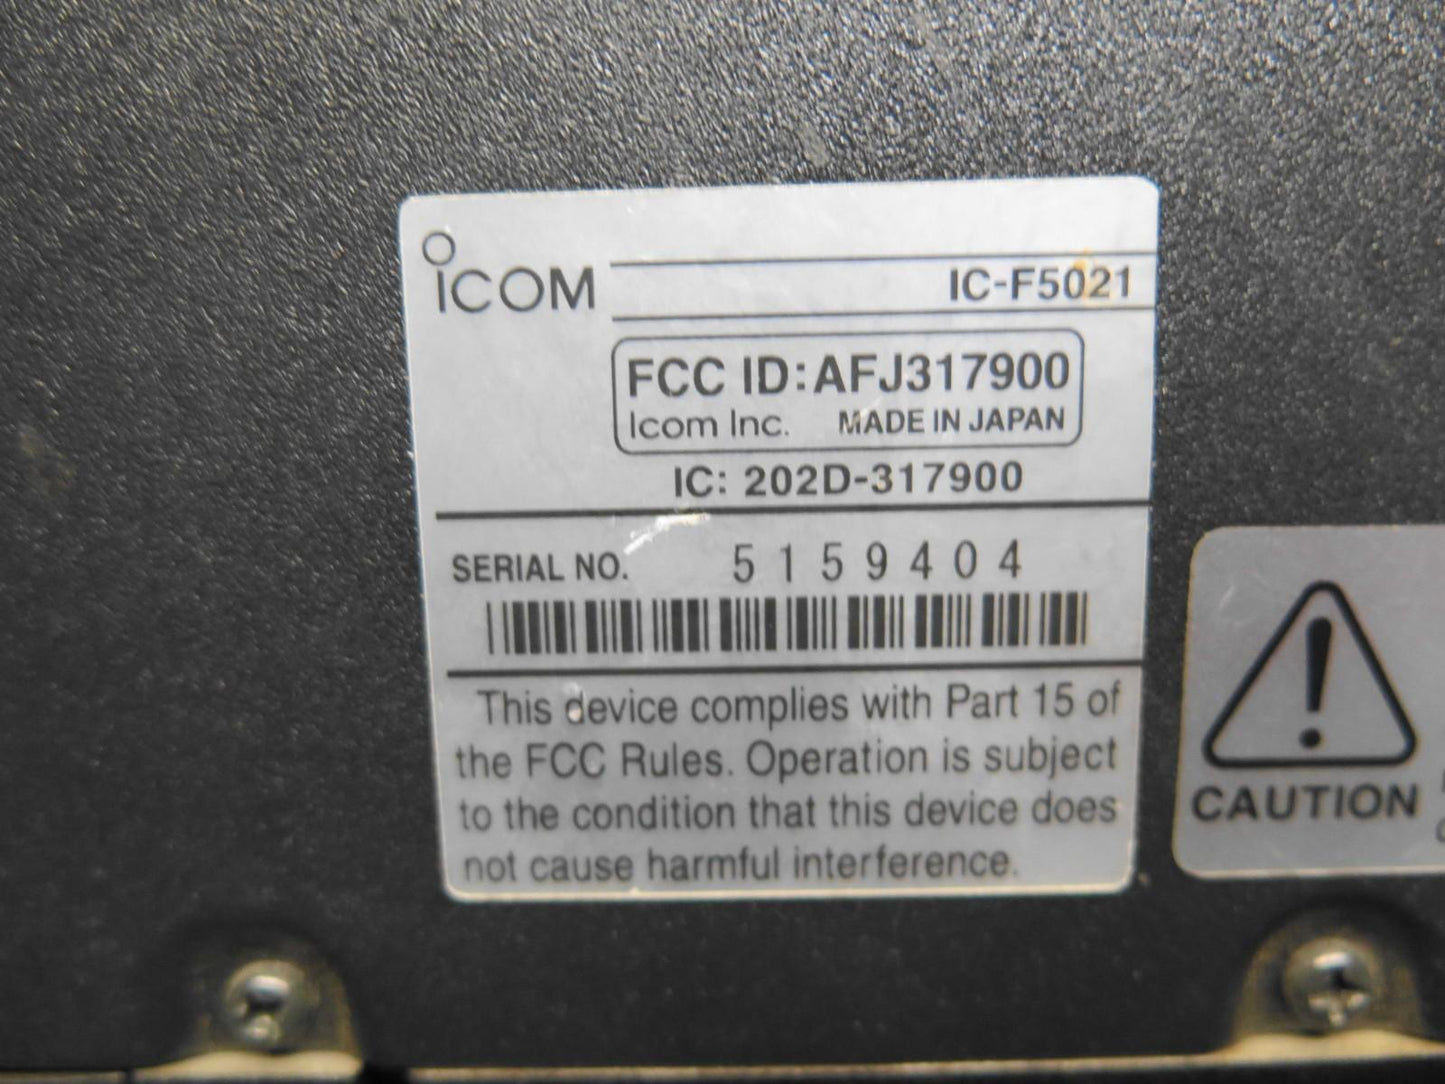 ICOM
IC-F5021
FCC ID: AFJ317900
Icom Inc. MADE IN JAPAN
IC: 202D-317900
SERIAL NO. 5159404
This device complies with Part 15 of
the FCC Rules. Operation is subject
to the condition that this device does
not cause harmful interference.
CAUTION